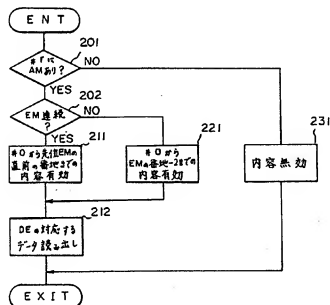 ENT
201
AMあり?
NO
YES
202
EM連続
?
NO
YES
211
#0から先位EMの
直前の番地までの
内容有効
221
#0から
EMの番地-2までの
内容有効
231
内容無効
212
DEの対応する
データ読み出し
EXIT